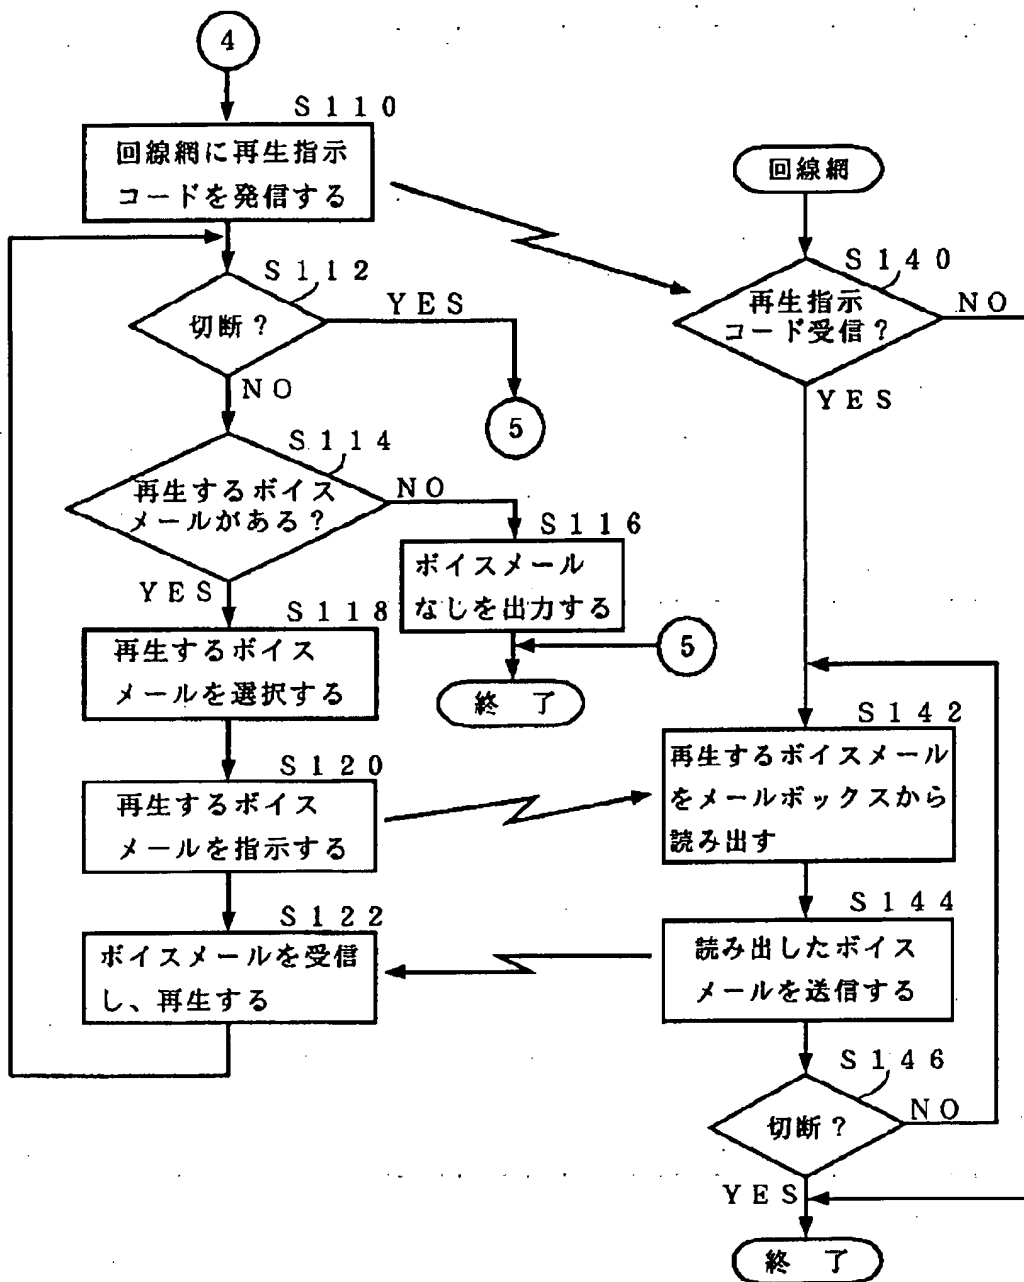 4
S110
回線網に再生指示
コードを発信する
S112
切断?
YES
NO
5
S114
再生するボイス
メールがある?
NO
YES
S116
ボイスメール
なしを出力する
5
終 了
S118
再生するボイス
メールを選択する
S120
再生するボイス
メールを指示する
S122
ボイスメールを受信
し、再生する
回線網
S140
再生指示
コード受信?
NO
YES
S142
再生するボイスメール
をメールボックスから
読み出す
S144
読み出したボイス
メールを送信する
S146
切断?
NO
YES
終 了